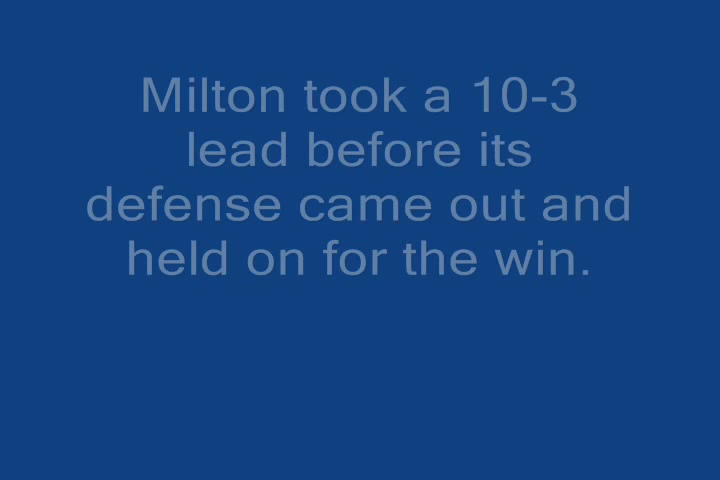 Milton took a 10-3
lead before its
defense came out and
held on for the win.